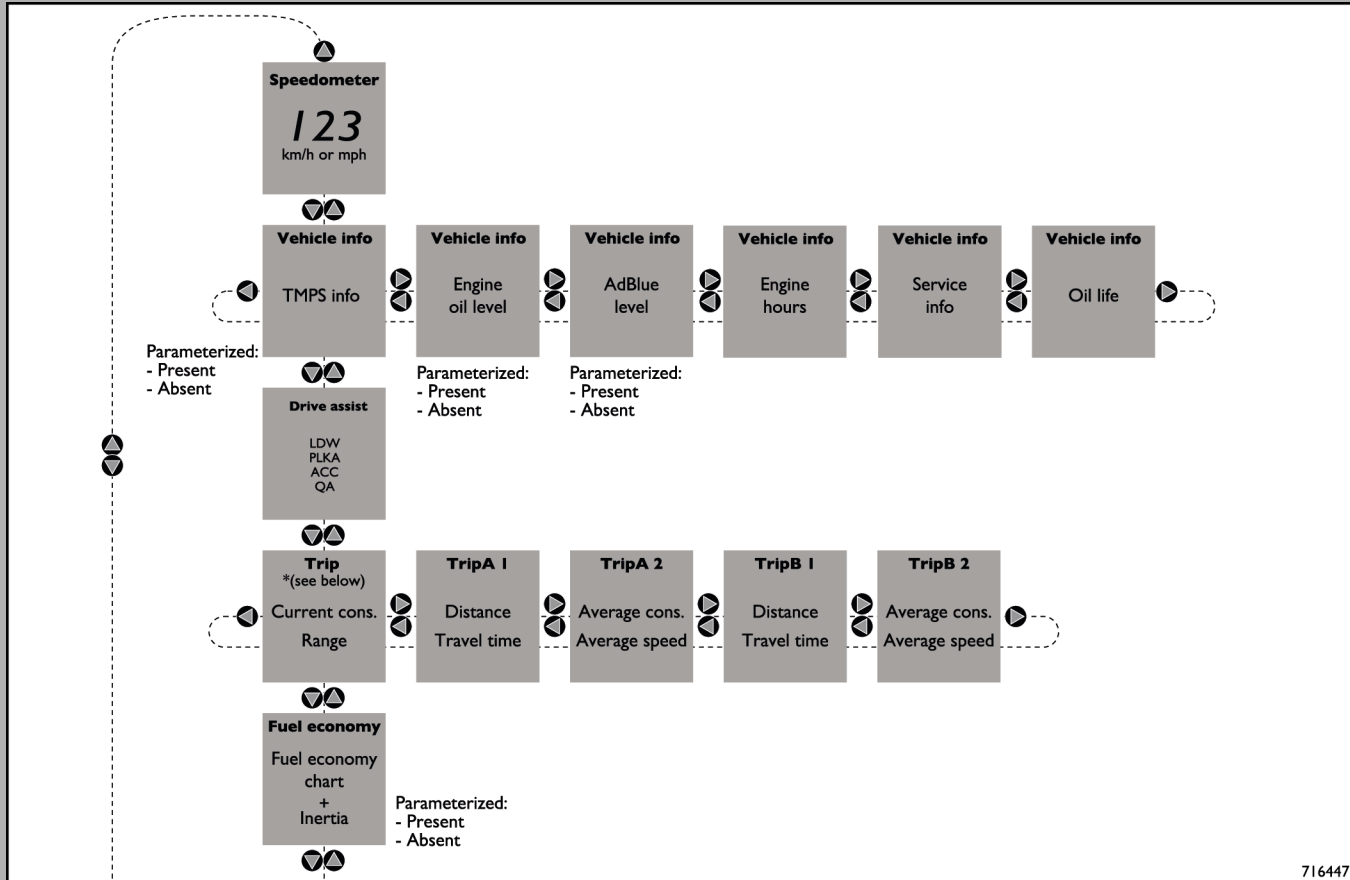 Speedometer
123
km/h or mph
Vehicle info
TMPS info
Vehicle info
Engine
oil level
Vehicle info
AdBlue
level
Vehicle info
Engine
hours
Vehicle info
Service
info
Vehicle info
Oil life
Parameterized:
- Present
- Absent
Parameterized:
- Present
- Absent
Parameterized:
- Present
- Absent
Drive assist
LDW
PLKA
ACC
QA
Trip
*(see below)
Current cons.
Range
TripA 1
Distance
Travel time
TripA 2
Average cons.
Average speed
TripB 1
Distance
Travel time
TripB 2
Average cons.
Average speed
Fuel economy
Fuel economy
chart
+
Inertia
Parameterized:
- Present
- Absent
716447